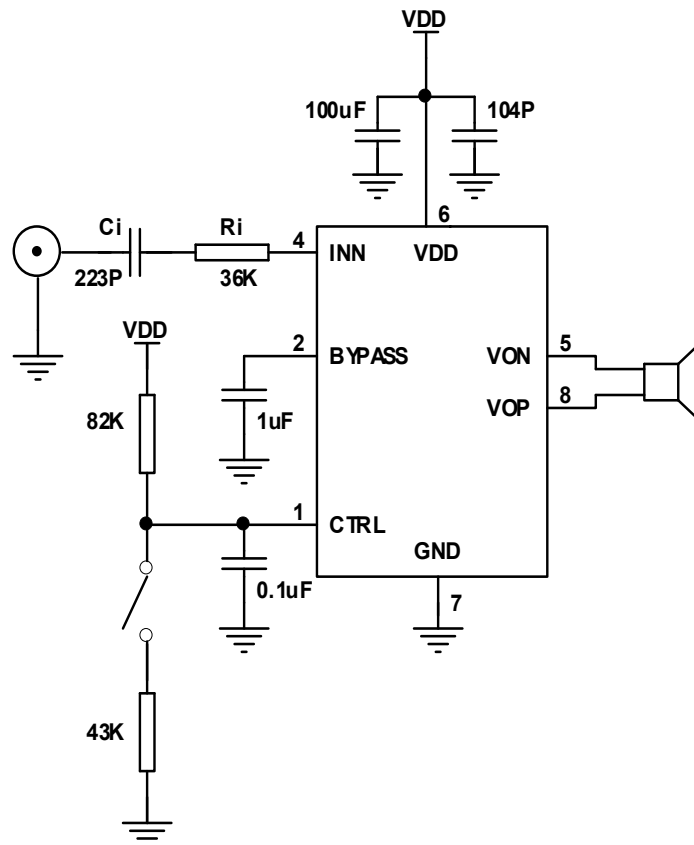 VDD
100uF
104P
6
Ci
Ri
4
INN
VDD
223P
36K
VDD
2
BYPASS
VON
5
82K
1uF
VOP
8
1
CTRL
GND
0.1uF
7
43K